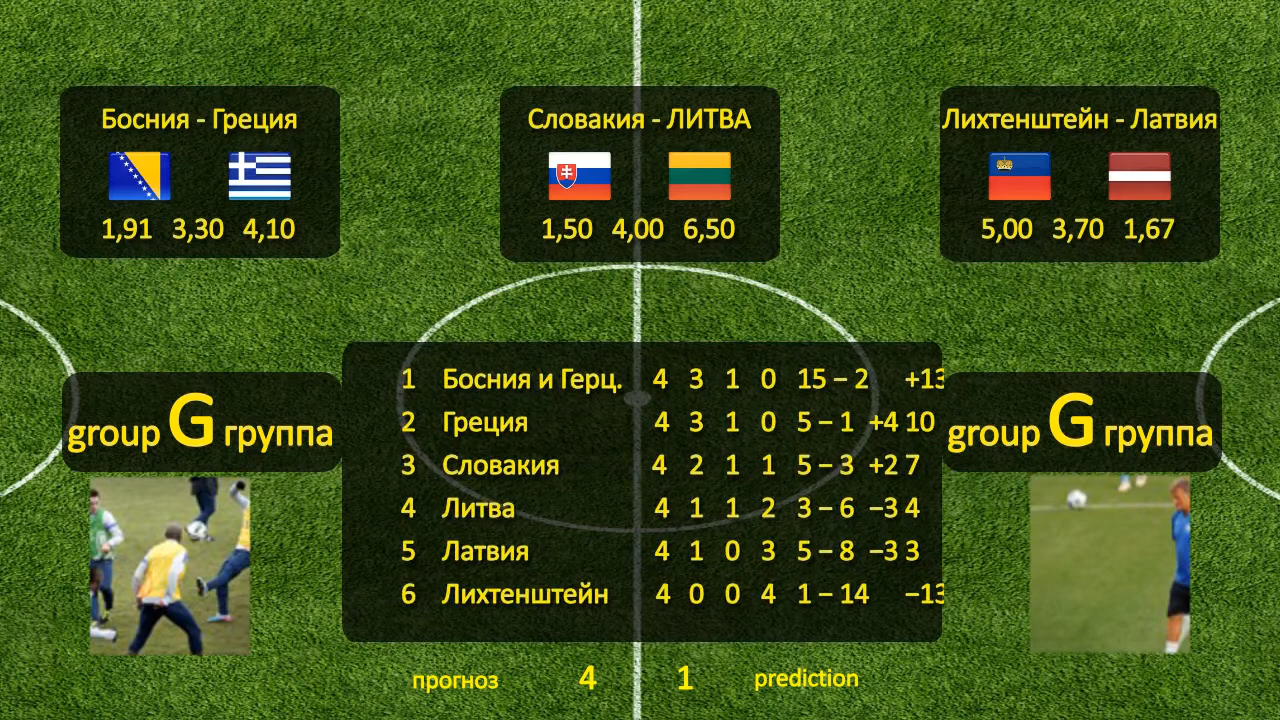 Босния - Греция
1,91 3,30 4,10
Словакия - ЛИТВА
1,50 4,00 6,50
Лихтенштейн - Латвия
5,00 3,70 1,67
group G группа
1 Босния и Герц. 4 3 1 0 15 – 2 +13
2 Греция 4 3 1 0 5 – 1 +4 10
3 Словакия 4 2 1 1 5 – 3 +2 7
4 Литва 4 1 1 2 3 – 6 −3 4
5 Латвия 4 1 0 3 5 – 8 −3 3
6 Лихтенштейн 4 0 0 4 1 – 14 −13
group G группа
прогноз 4 1 prediction